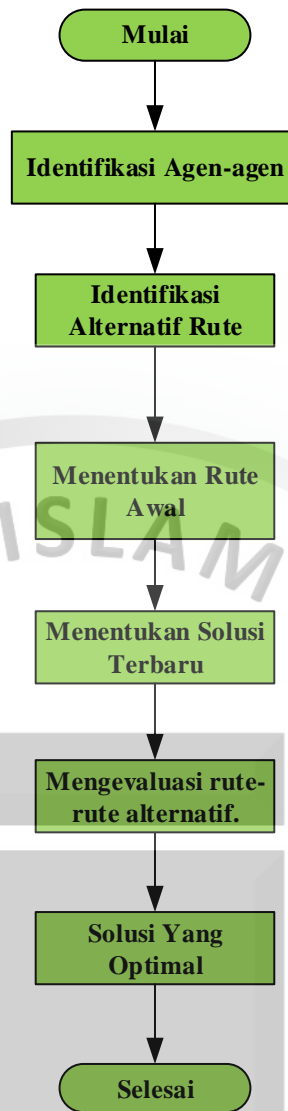 Mulai
Identifikasi Agen-agen
Identifikasi
Alternatif Rute
Menentukan Rute
Awal
ISLAM
Menentukan Solusi
Terbaru
Mengevaluasi rute-
rute alternatif.
Solusi Yang
Optimal
Selesai